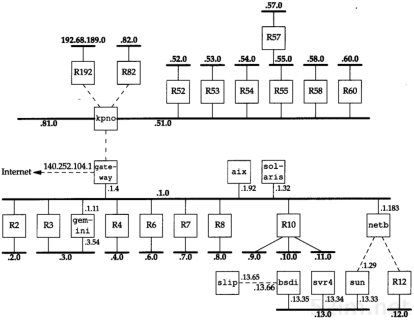 .57.0
R57
192.68.189.0 .82.0
.52.0 .53.0 .54.0 .55.0 .58.0 .60.0
R192 R82
R52 R53 R54 R55 R58 R60
kpno
.81.0 .51.0
140.252.104.1
Internet
gate-
way
aix
sol-
aris
.1.4 .1.92 .1.32
.1.0
.1.11 .1.183
R2 R3 gem-
ini
R4 R6 R7 R8 R10 netb
.3.54
.2.0 .3.0 .4.0 .6.0 .7.0 .8.0 .9.0 .10.0 .11.0
.1.29
slip .13.65
.13.66 bsdi svr4 sun R12
.13.35 .13.34 .13.33
.13.0 .12.0